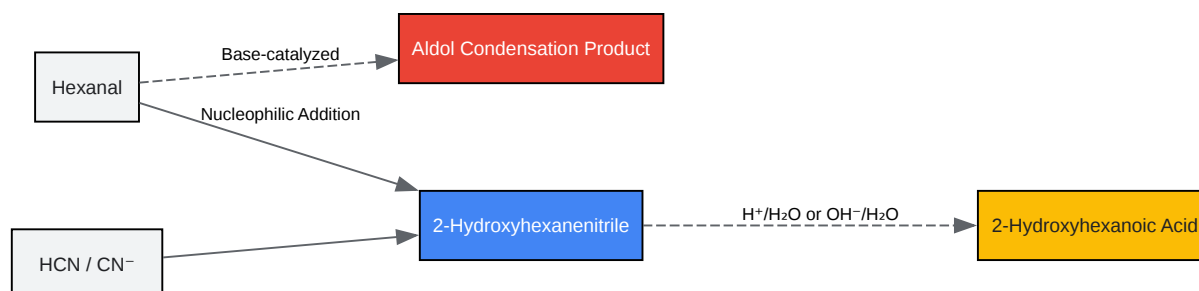 Aldol Condensation Product
Base-catalyzed
Hexanal
Nucleophilic Addition
2-Hydroxyhexanenitrile
H⁺/H₂O or OH⁻/H₂O
2-Hydroxyhexanoic Acid
HCN / CN⁻